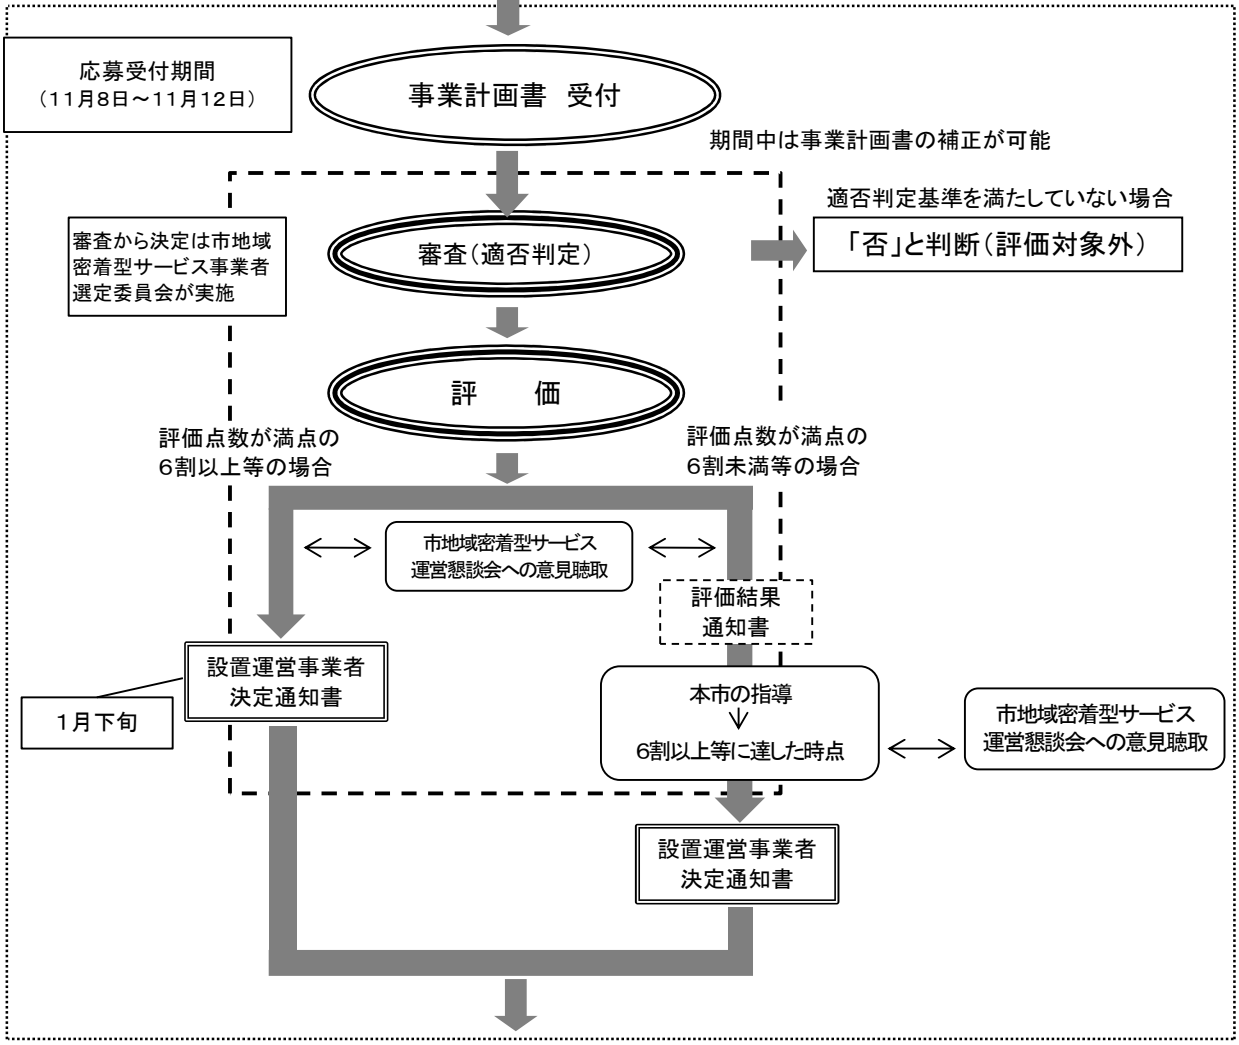 応募受付期間
（11月8日～11月12日）
事業計画書　受付
期間中は事業計画書の補正が可能
適否判定基準を満たしていない場合
「否」と判断（評価対象外）
審査から決定は市地域
密着型サービス事業者
選定委員会が実施
審査（適否判定）
評　　価
評価点数が満点の
６割以上等の場合
評価点数が満点の
６割未満等の場合
市地域密着型サービス
運営懇談会への意見聴取
評価結果
通知書
設置運営事業者
決定通知書
１月下旬
本市の指導
６割以上等に達した時点
市地域密着型サービス
運営懇談会への意見聴取
設置運営事業者
決定通知書